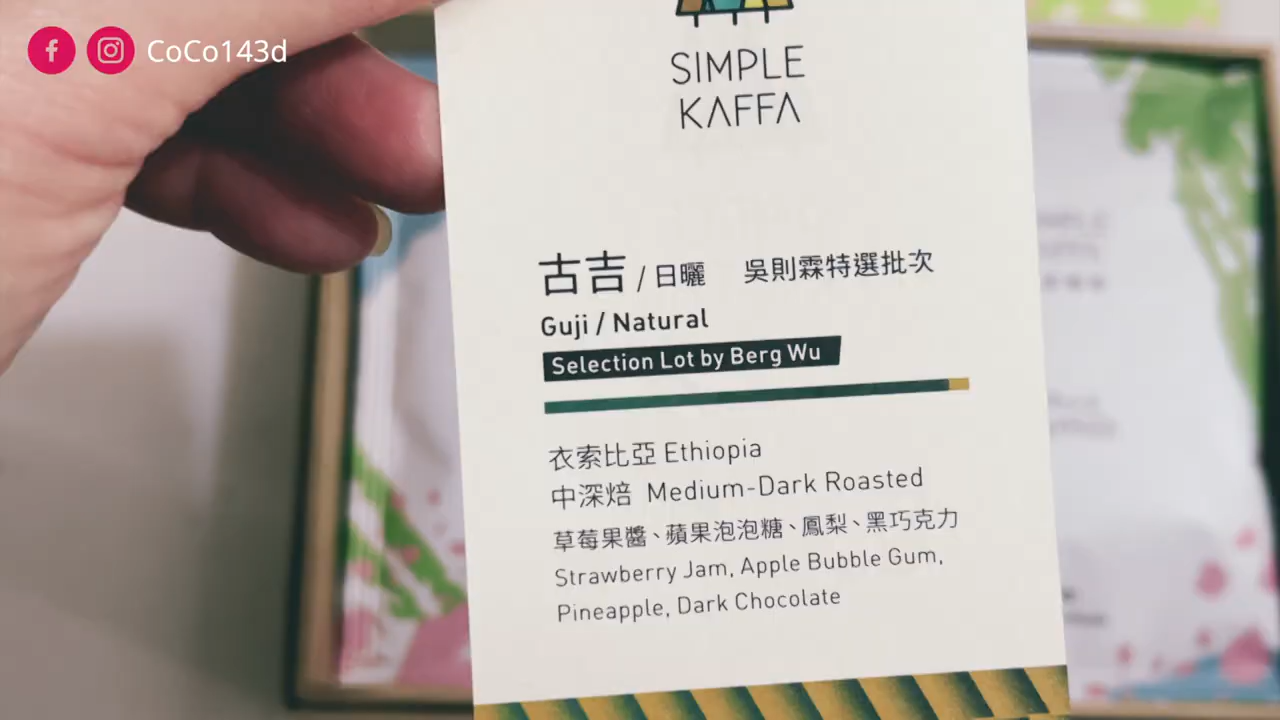 CoCo143d
SIMPLE
KAFFA
古吉 / 日曬 吳則霖特選批次
Guji / Natural
Selection Lot by Berg Wu
衣索比亞 Ethiopia
中深焙 Medium-Dark Roasted
草莓果醬、蘋果泡泡糖、鳳梨、黑巧克力
Strawberry Jam, Apple Bubble Gum,
Pineapple, Dark Chocolate